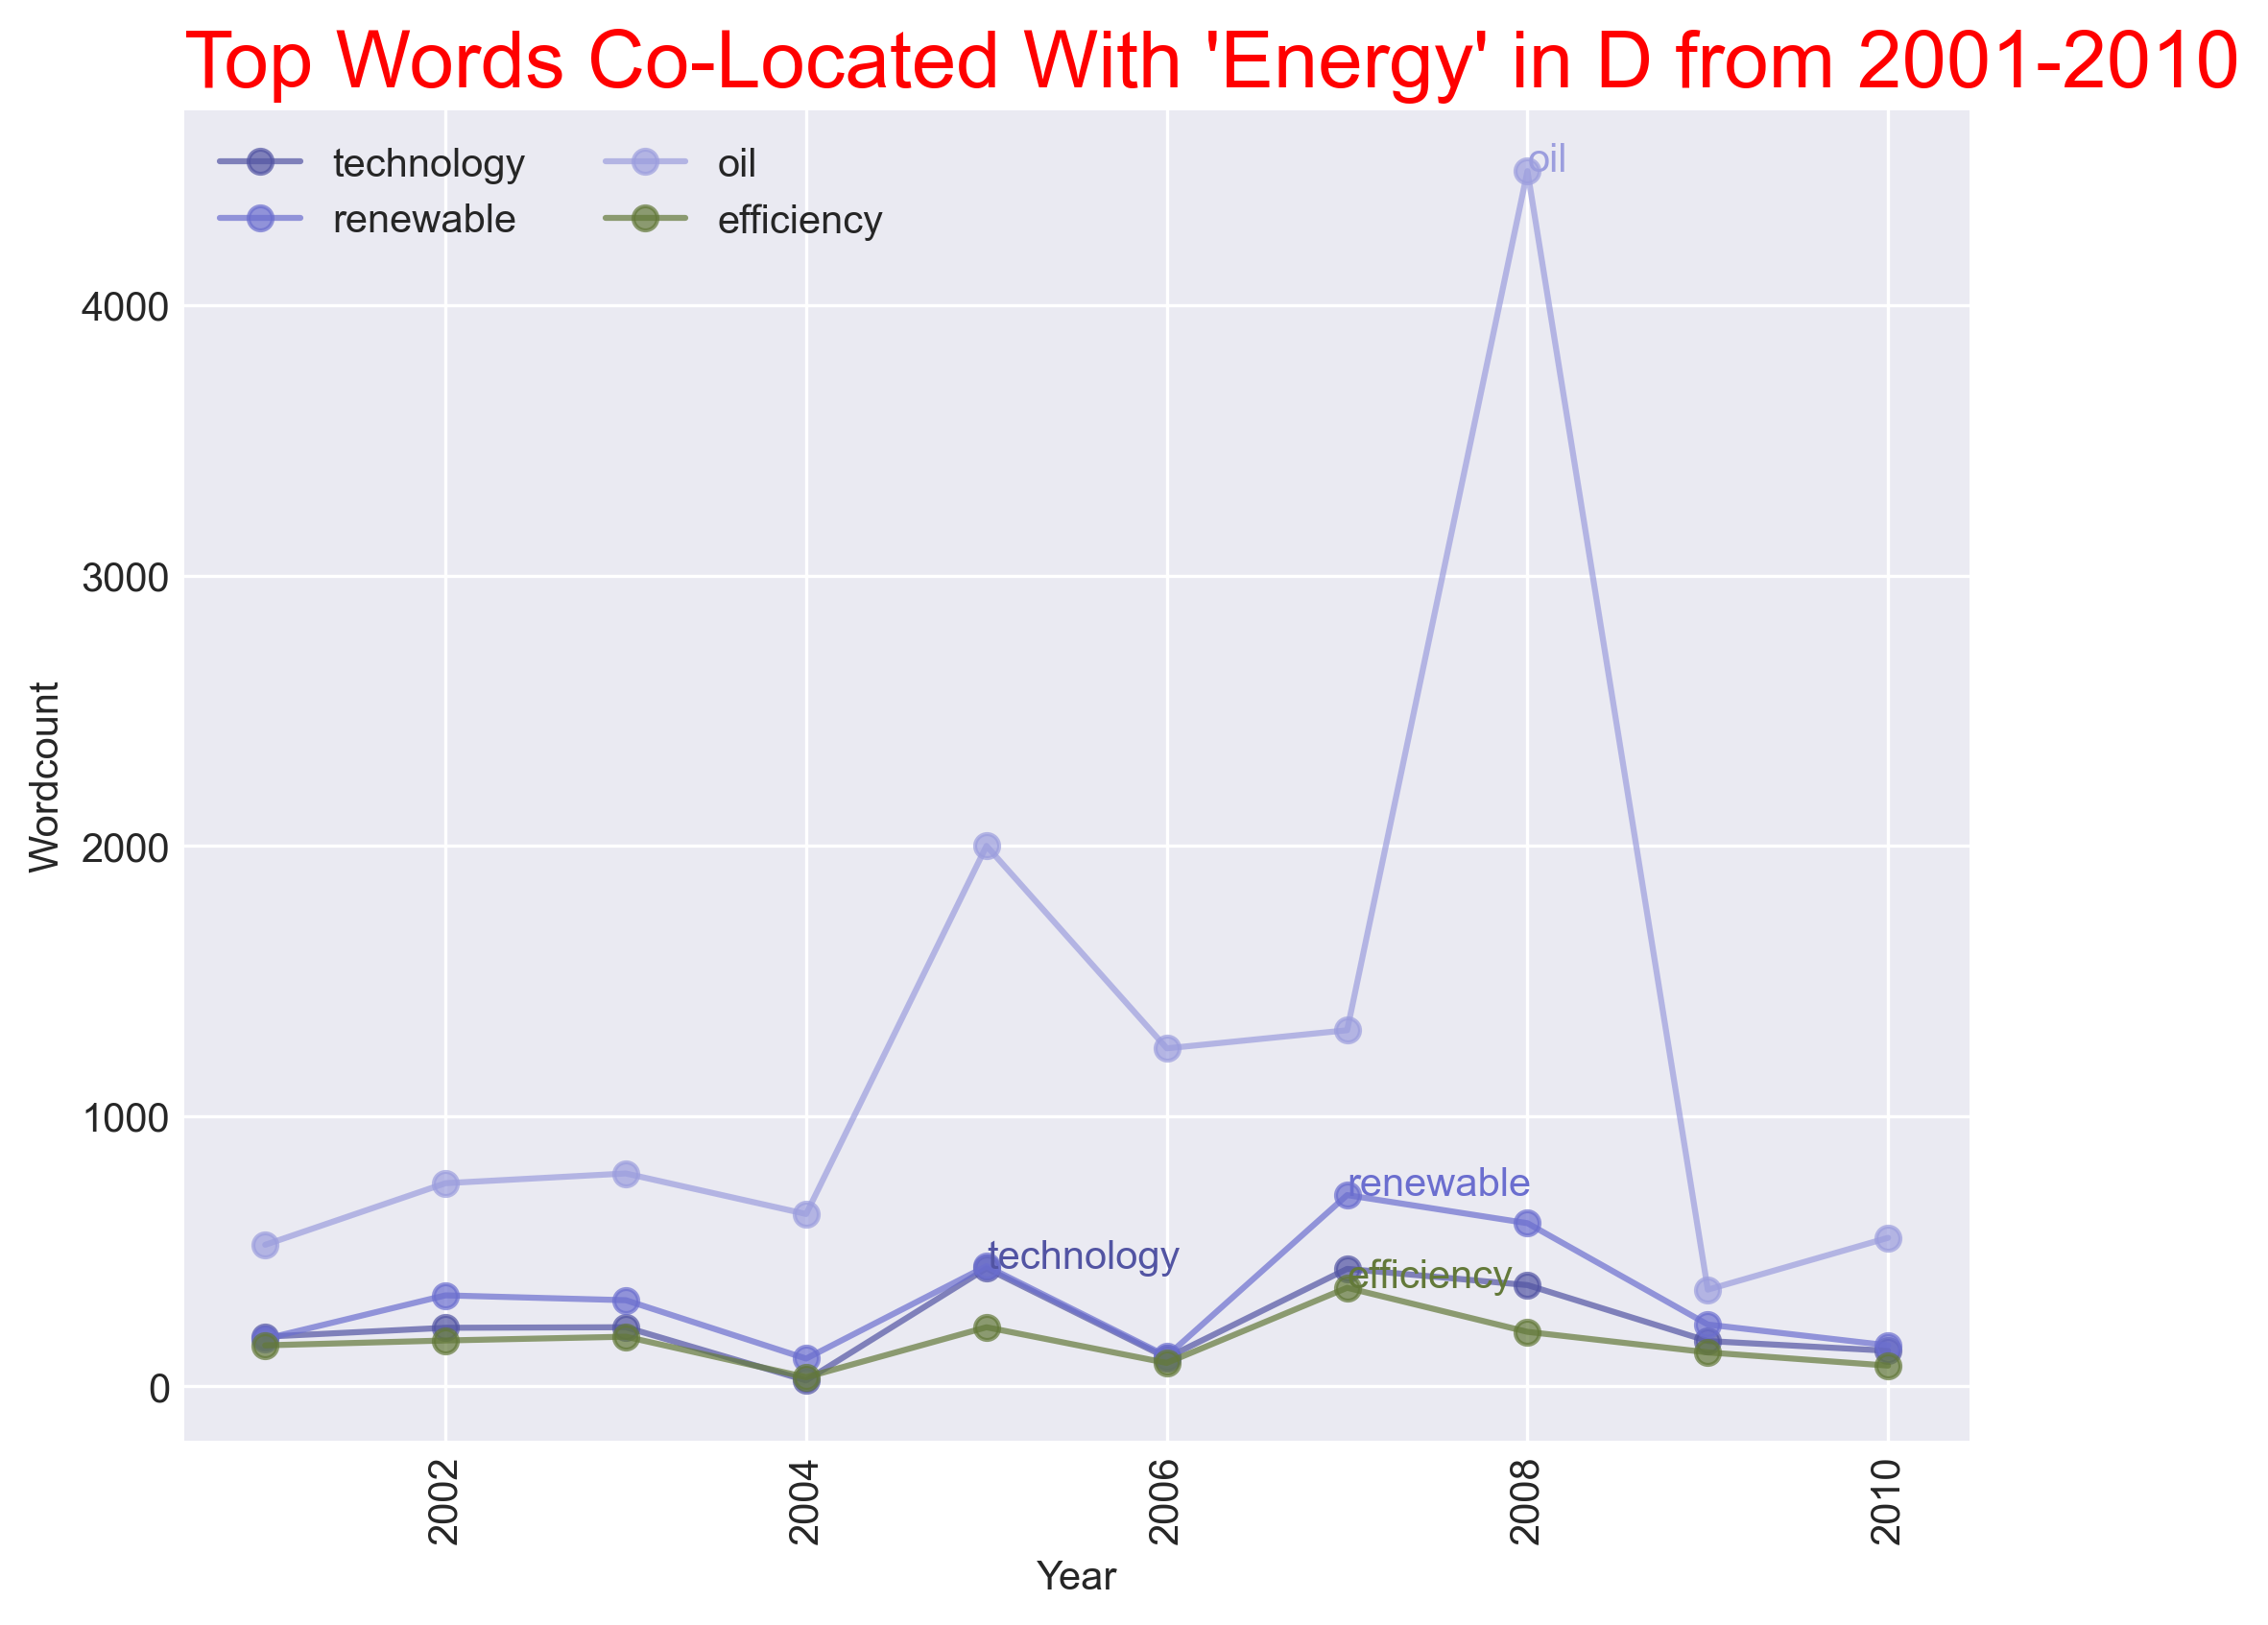 Top Words Co-Located With 'Energy' in D from 2001-2010
technology
renewable
oil
efficiency
oil
4000
3000
2000
1000
0
Wordcount
renewable
technology
efficiency
2002
2004
2006
2008
2010
Year